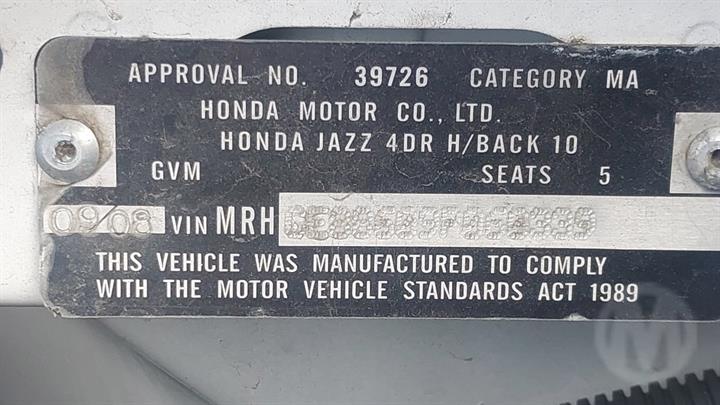 APPROVAL NO. 39726 CATEGORY MA
HONDA MOTOR CO., LTD.
HONDA JAZZ 4DR H/BACK 10
GVM SEATS 5
09/08 VIN MRH
THIS VEHICLE WAS MANUFACTURED TO COMPLY
WITH THE MOTOR VEHICLE STANDARDS ACT 1989
M